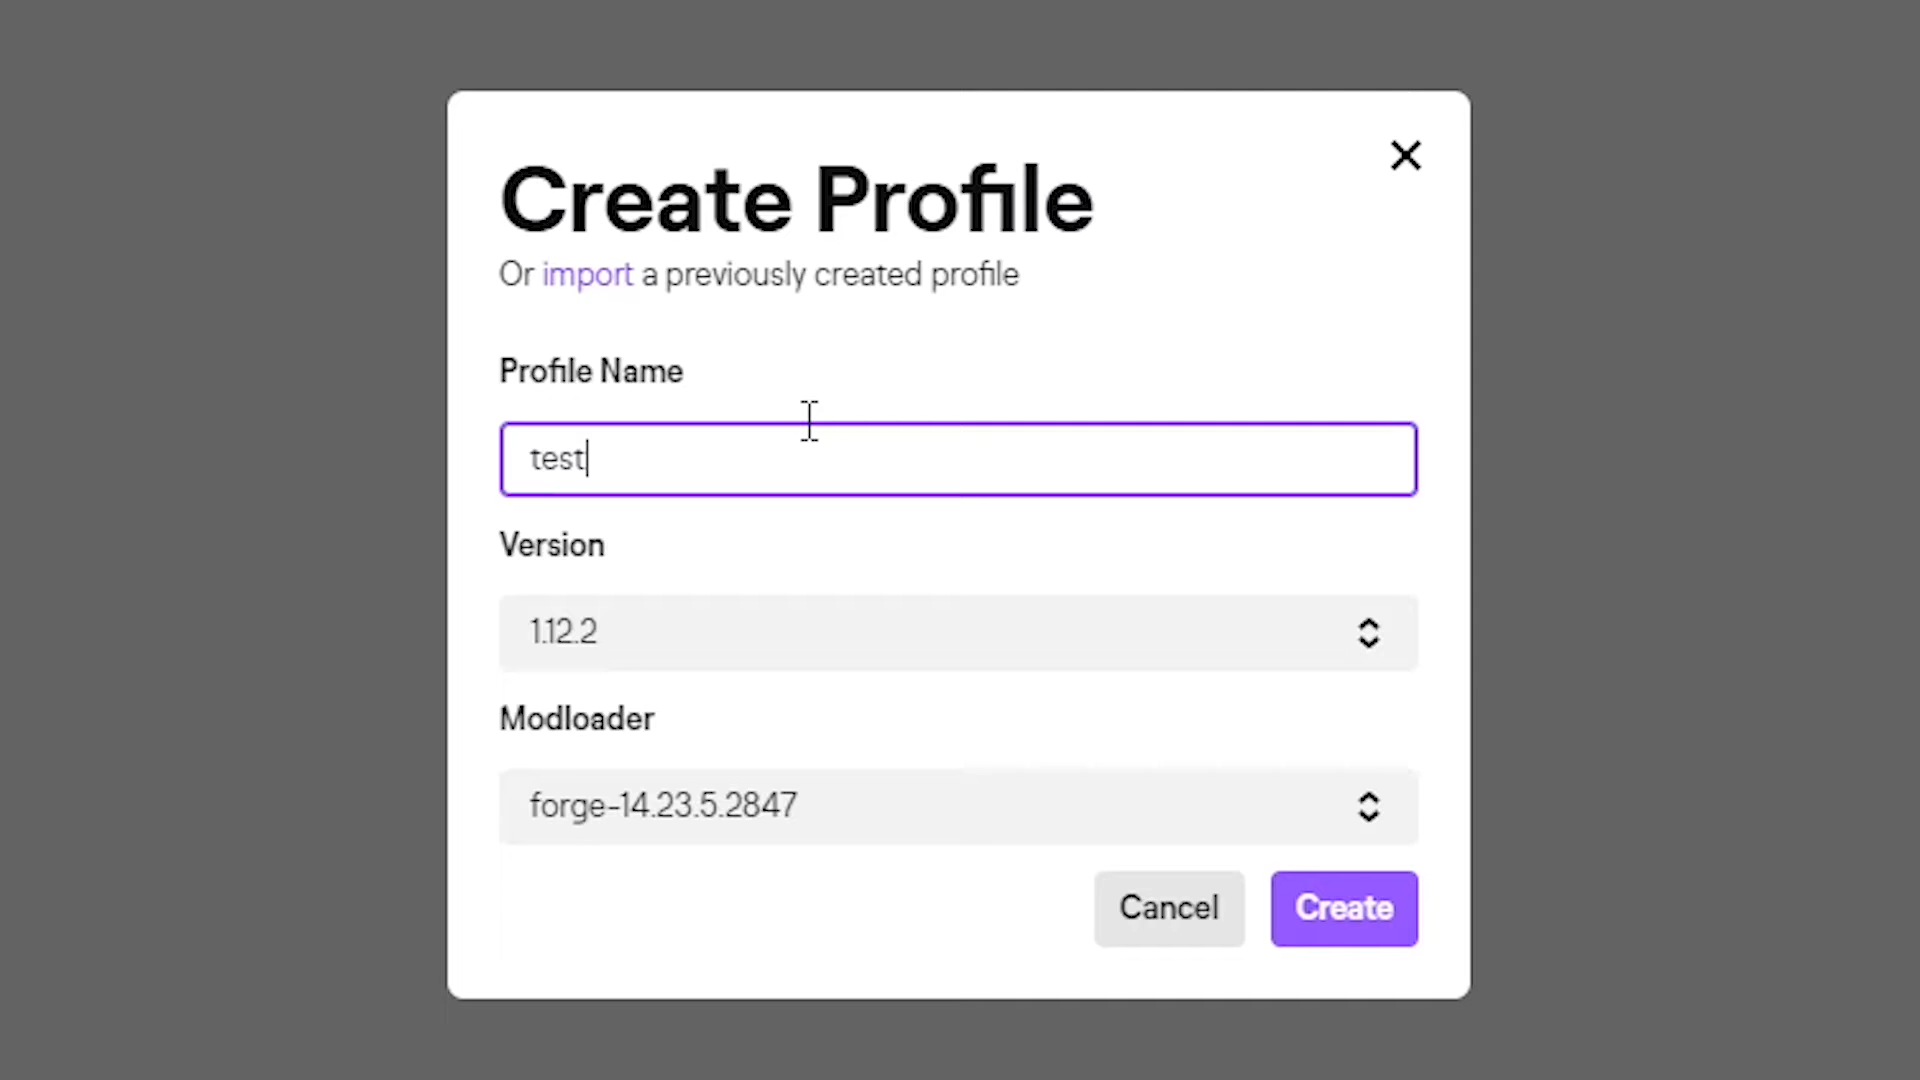 Create Profile
Or import a previously created profile
Profile Name
test
Version
1.12.2
Modloader
forge-14.23.5.2847
Cancel
Create